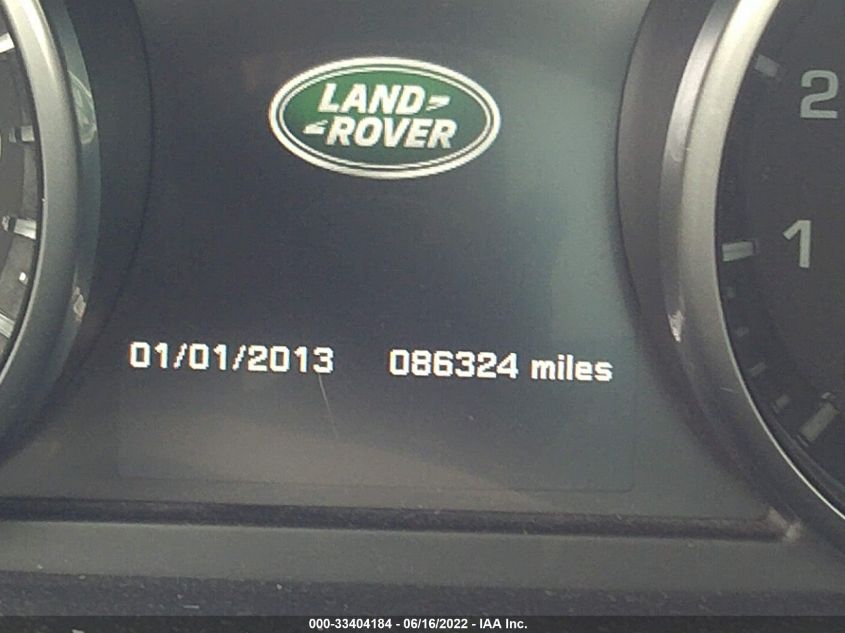 LAND
ROVER
2
1
01/01/2013 086324 miles
000-33404184 - 06/16/2022 - IAA Inc.